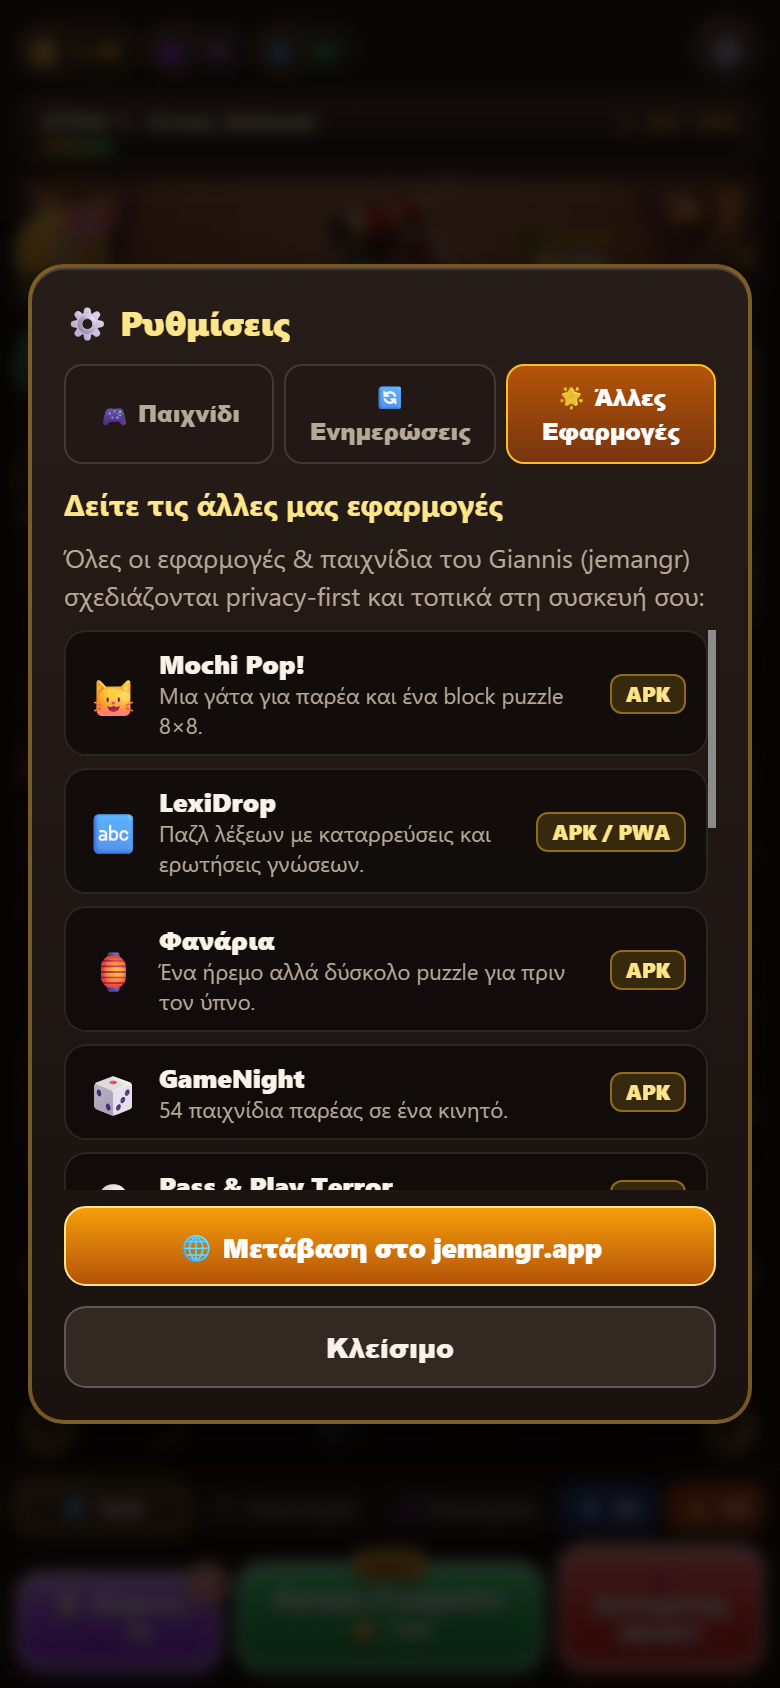 Ρυθμίσεις
Παιχνίδι
Ενημερώσεις
Άλλες
Εφαρμογές
Δείτε τις άλλες μας εφαρμογές
Όλες οι εφαρμογές & παιχνίδια του Giannis (jemangr)
σχεδιάζονται privacy-first και τοπικά στη συσκευή σου:
Mochi Pop!
Μια γάτα για παρέα και ένα block puzzle
8×8.
APK
LexiDrop
Παζλ λέξεων με καταρρεύσεις και
ερωτήσεις γνώσεων.
APK / PWA
Φανάρια
Ένα ήρεμο αλλά δύσκολο puzzle για πριν
τον ύπνο.
APK
GameNight
54 παιχνίδια παρέας σε ένα κινητό.
APK
Pass & Play Terror
Μετάβαση στο jemangr.app
Κλείσιμο